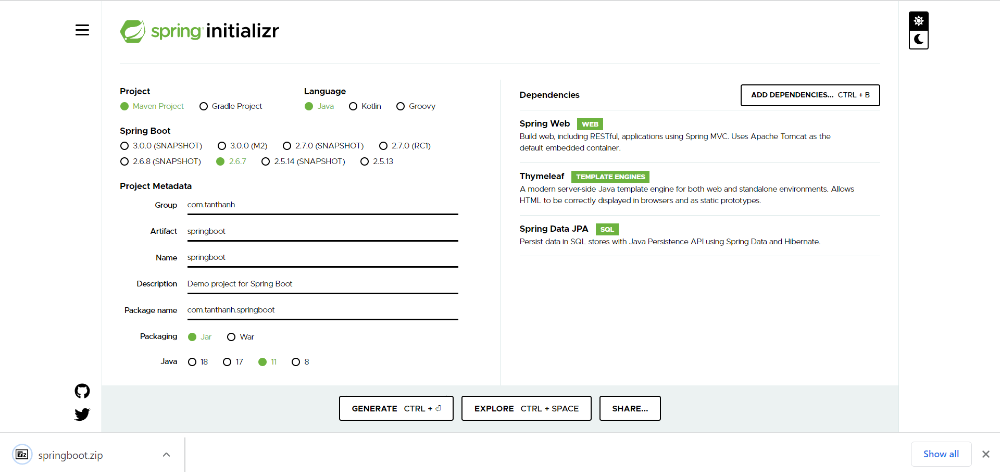 spring initializr
Project
Maven Project Gradle Project
Language
Java Kotlin Groovy
Spring Boot
3.0.0 (SNAPSHOT) 3.0.0 (M2) 2.7.0 (SNAPSHOT) 2.7.0 (RC1)
2.6.8 (SNAPSHOT) 2.6.7 2.5.14 (SNAPSHOT) 2.5.13
Project Metadata
Group com.tanthanh
Artifact springboot
Name springboot
Description Demo project for Spring Boot
Package name com.tanthanh.springboot
Packaging Jar War
Java 18 17 11 8
Dependencies
ADD DEPENDENCIES... CTRL + B
Spring Web WEB
Build web, including RESTful, applications using Spring MVC. Uses Apache Tomcat as the
default embedded container.
Thymeleaf TEMPLATE ENGINES
A modern server-side Java template engine for both web and standalone environments. Allows
HTML to be correctly displayed in browsers and as static prototypes.
Spring Data JPA SQL
Persist data in SQL stores with Java Persistence API using Spring Data and Hibernate.
GENERATE CTRL + ⏎
EXPLORE CTRL + SPACE
SHARE...
7z
springboot.zip
Show all